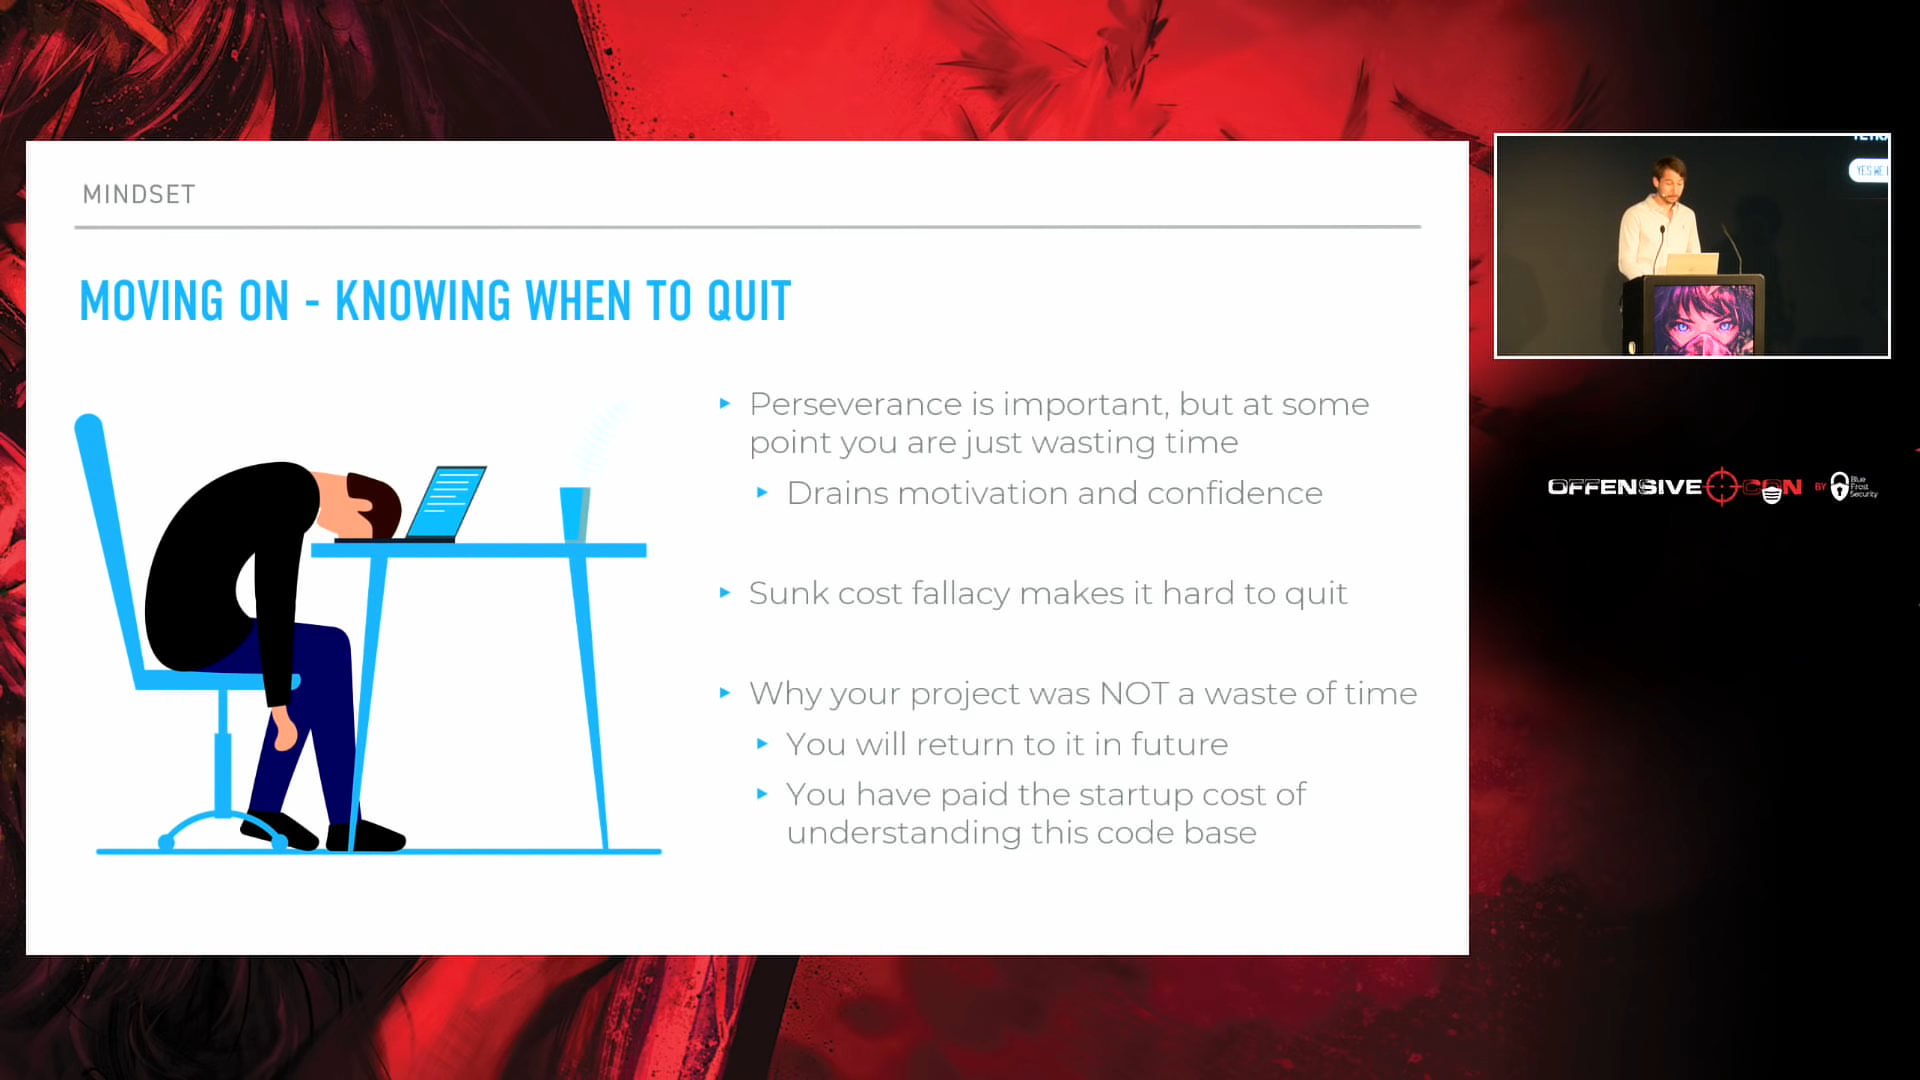 MINDSET
MOVING ON - KNOWING WHEN TO QUIT
Perseverance is important, but at some
point you are just wasting time
Drains motivation and confidence
Sunk cost fallacy makes it hard to quit
Why your project was NOT a waste of time
You will return to it in future
You have paid the startup cost of
understanding this code base
YES WE
OFFENSIVE CON BY Blue
Frost
Security